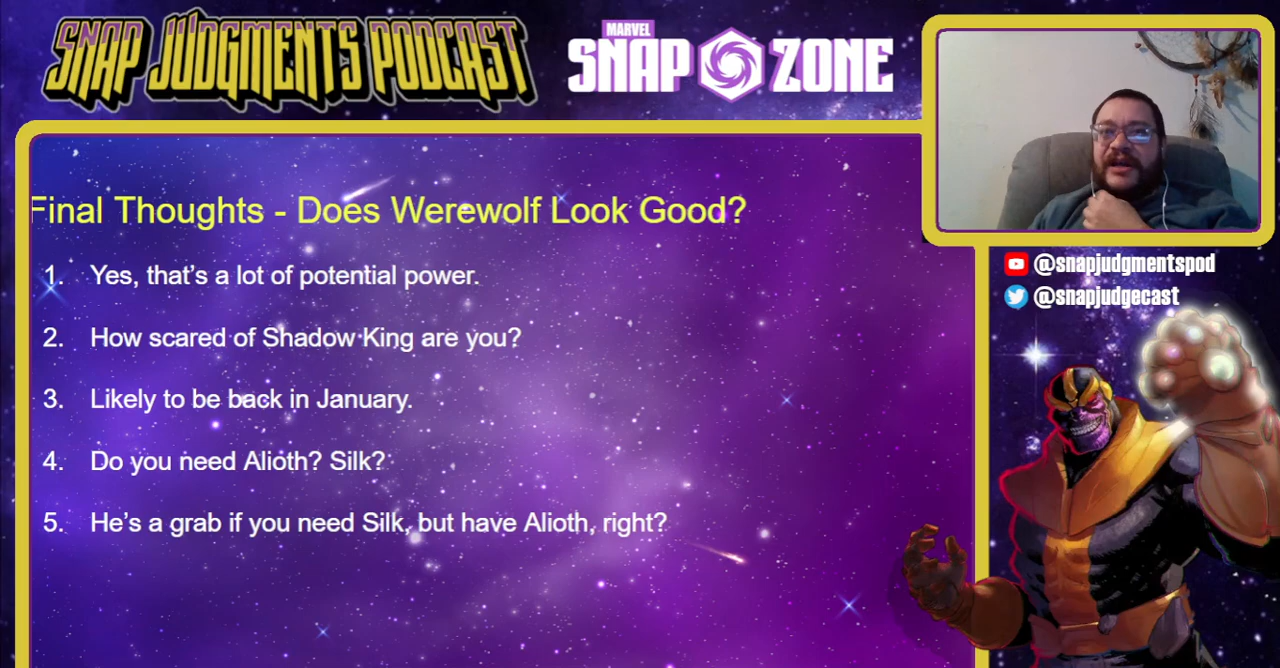 SNAP JUDGMENTS PODCAST
MARVEL
SNAP ZONE
Final Thoughts - Does Werewolf Look Good?
1. Yes, that's a lot of potential power.
2. How scared of Shadow King are you?
3. Likely to be back in January.
4. Do you need Alioth? Silk?
5. He's a grab if you need Silk, but have Alioth, right?
@snapjudgmentspod
@snapjudgecast